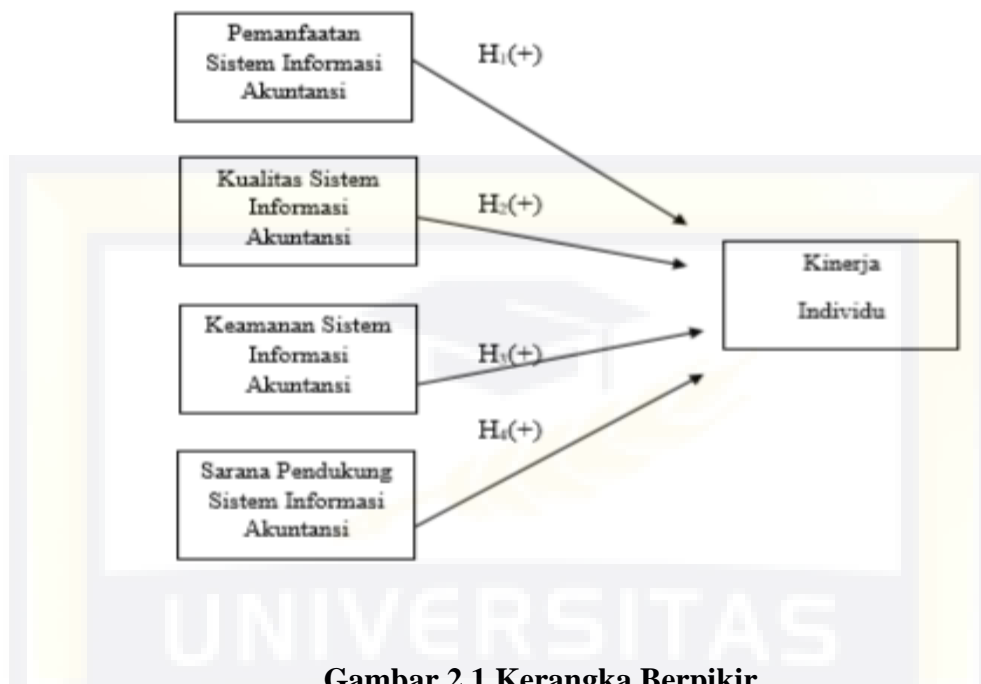 Pemanfaatan
Sistem Informasi
Akuntansi
H₁(+)
Kualitas Sistem
Informasi
Akuntansi
H₂(+)
Keamanan Sistem
Informasi
Akuntansi
H₃(+)
Sarana Pendukung
Sistem Informasi
Akuntansi
H₄(+)
Kinerja
Individu
UNIVERSITAS
Gambar 2.1 Kerangka Berpikir